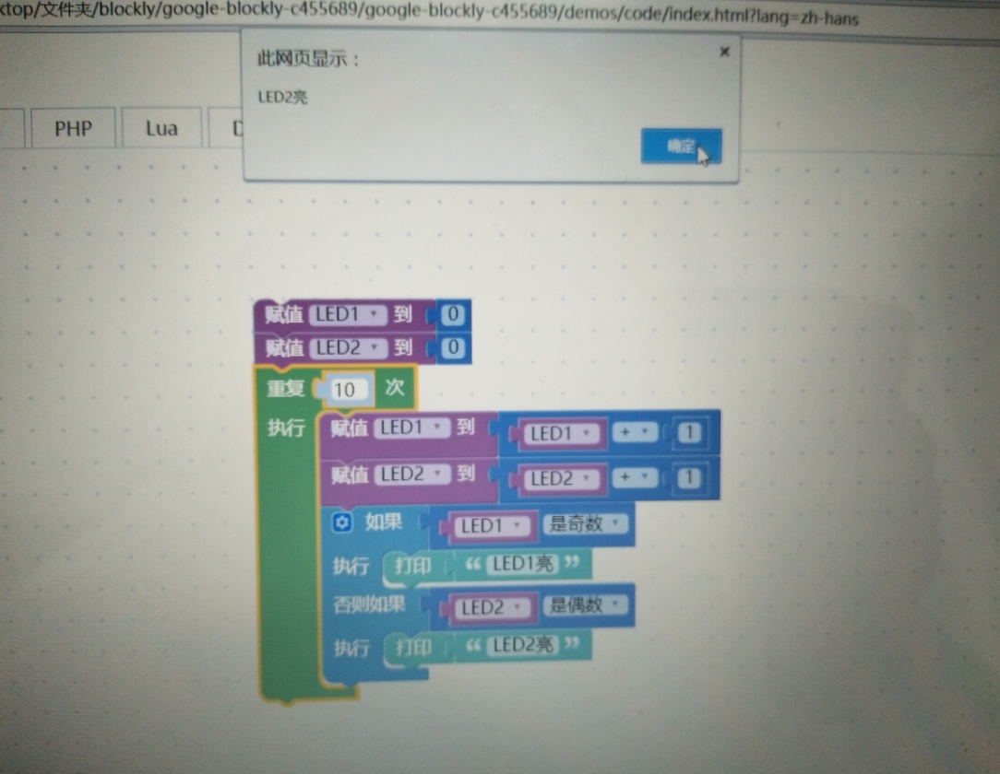 ktop/文件夹/blockly/google-blockly-c455689/google-blockly-c455689/demos/code/index.html?lang=zh-hans
此网页显示：
LED2亮
确定
PHP Lua
赋值 LED1 到 0
赋值 LED2 到 0
重复 10 次
执行 赋值 LED1 到 LED1 + 1
赋值 LED2 到 LED2 + 1
如果 LED1 是奇数
执行 打印 “ LED1亮 ”
否则如果 LED2 是偶数
执行 打印 “ LED2亮 ”